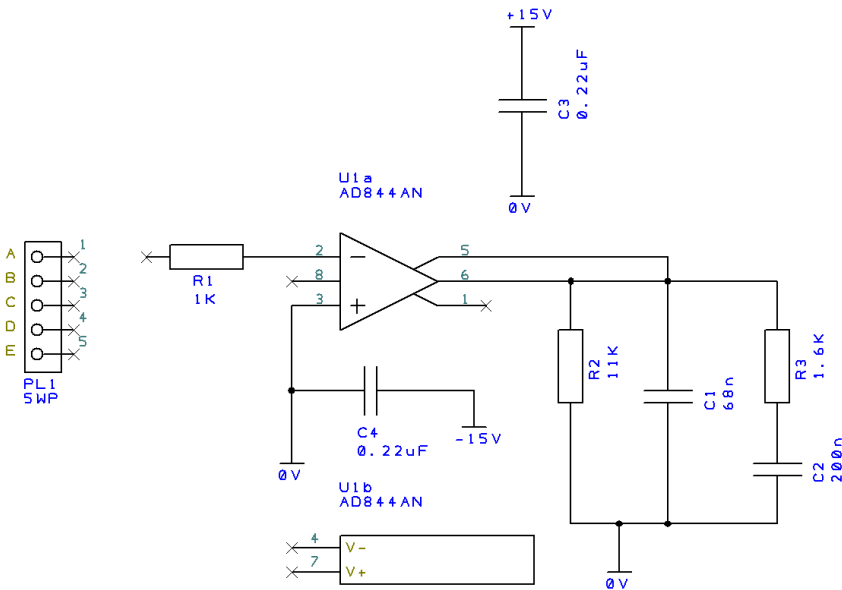 +15V
C3
0.22uF
0V
U1a
AD844AN
A
1
B
2
C
3
D
4
E
5
PL1
5WP
R1
1K
2
8
3
5
6
1
R2
11K
C1
68n
R3
1.6K
C2
200n
C4
0.22uF
-15V
0V
U1b
AD844AN
4
V-
7
V+
0V